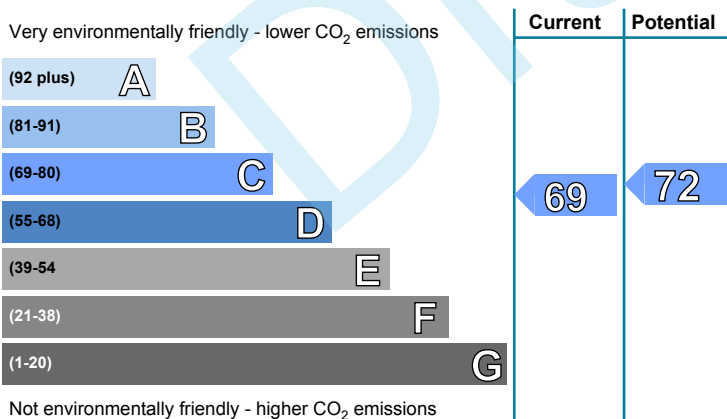 Very environmentally friendly - lower CO2 emissions
Current Potential
(92 plus) A
(81-91) B
(69-80) C
(55-68) D
(39-54 E
(21-38) F
(1-20) G
69 72
Not environmentally friendly - higher CO2 emissions